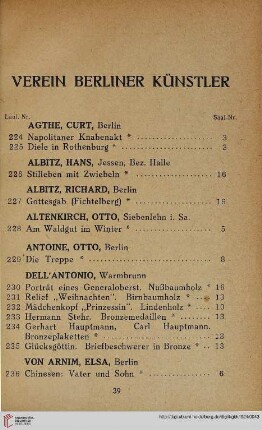 VEREIN BERLINER KÜNSTLER
Lauf. Nr. Saal-Nr.
AGTHE, CURT, Berlin
224 Napolitaner Knabenakt * 3
225 Diele in Rothenburg * 3
ALBITZ, HANS, Jessen, Bez. Halle
226 Stilleben mit Zwiebeln * 16
ALBITZ, RICHARD, Berlin
227 Gottesgab (Fichtelberg) * 16
ALTENKIRCH, OTTO, Siebenlehn i. Sa.
228 Am Waldgut im Winter * 5
ANTOINE, OTTO, Berlin
229 Die Treppe * 8
DELL'ANTONIO, Warmbrunn
230 Porträt eines Generaloberst. Nußbaumholz * 16
231 Relief „Weihnachten". Birnbaumholz * 13
232 Mädchenkopf „Prinzessin". Lindenholz * 13
233 Hermann Stehr. Bronzemedaillen * 13
234 Gerhart Hauptmann, Carl Hauptmann.
Bronzeplaketten * 13
235 Glücksgöttin. Briefbeschwerer in Bronze * 13
VON ARNIM, ELSA, Berlin
236 Chinesen: Vater und Sohn * 6
39